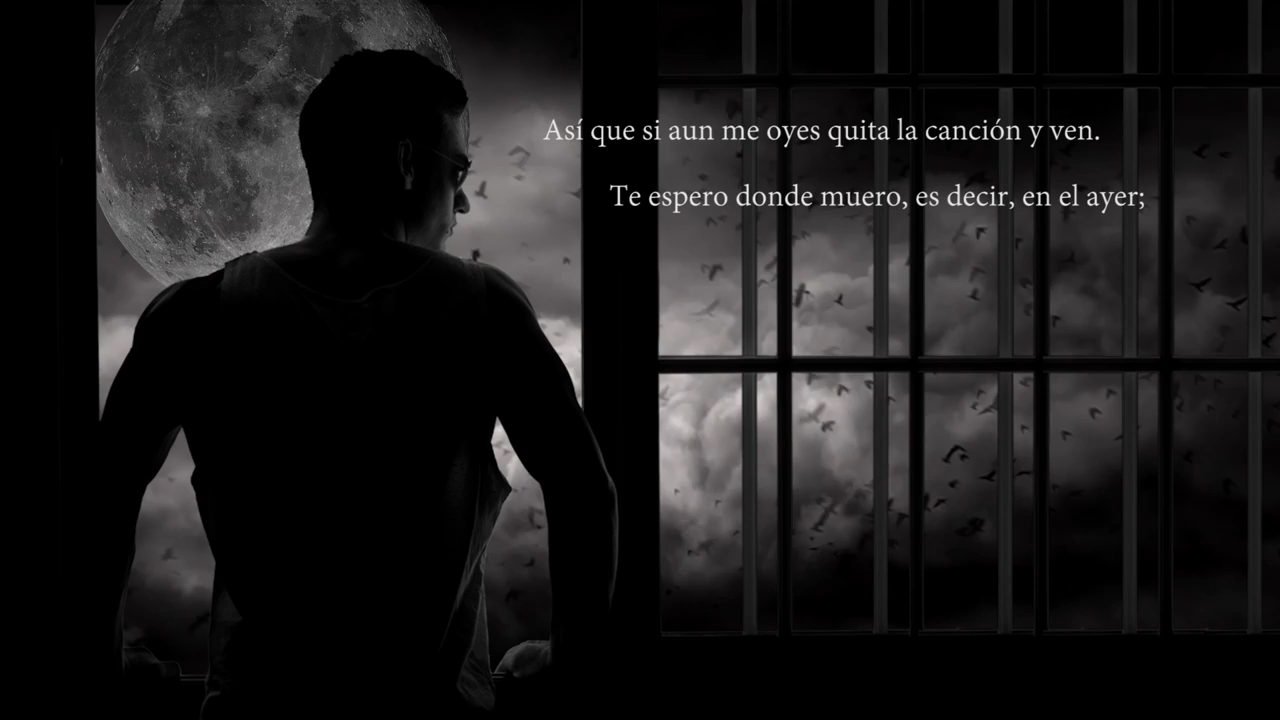 Así que si aun me oyes quita la canción y ven.
Te espero donde muero, es decir, en el ayer;